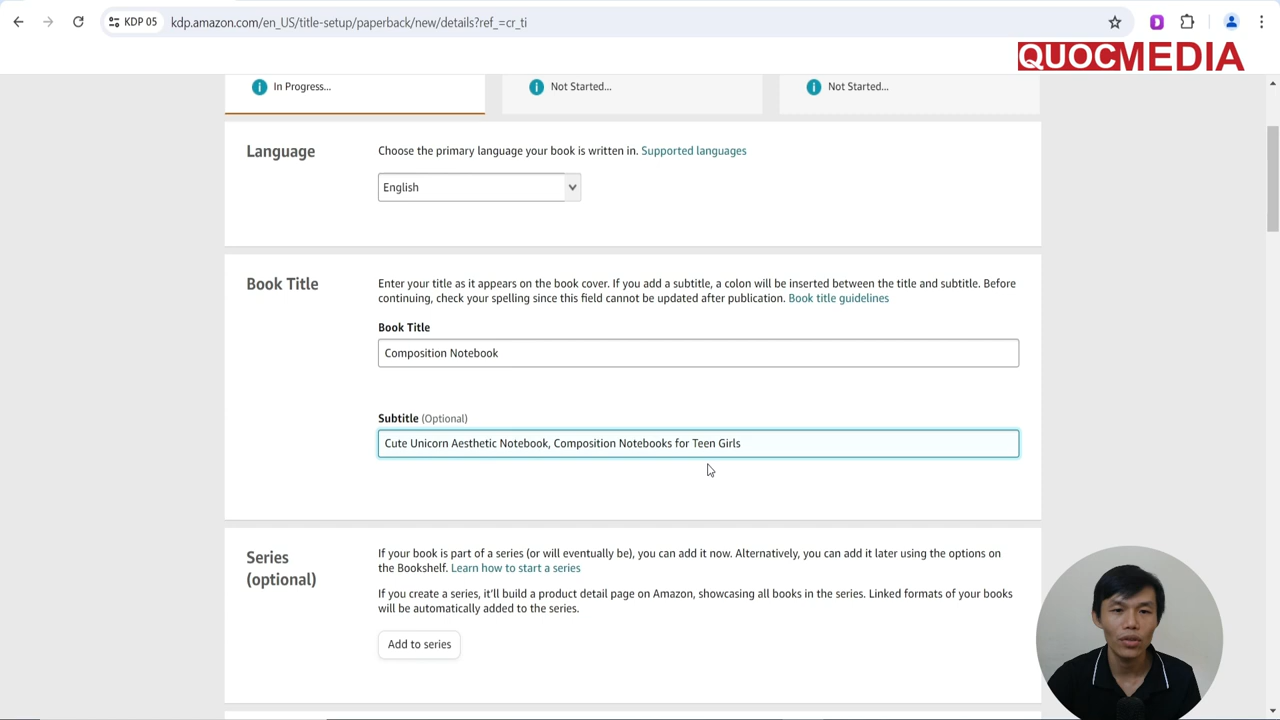 KDP 05
kdp.amazon.com/en_US/title-setup/paperback/new/details?ref_=cr_ti
QUOCMEDIA
In Progress...
Not Started...
Not Started...
Language
Choose the primary language your book is written in. Supported languages
English
Book Title
Enter your title as it appears on the book cover. If you add a subtitle, a colon will be inserted between the title and subtitle. Before
continuing, check your spelling since this field cannot be updated after publication. Book title guidelines
Book Title
Composition Notebook
Subtitle (Optional)
Cute Unicorn Aesthetic Notebook, Composition Notebooks for Teen Girls
Series
(optional)
If your book is part of a series (or will eventually be), you can add it now. Alternatively, you can add it later using the options on
the Bookshelf. Learn how to start a series
If you create a series, it'll build a product detail page on Amazon, showcasing all books in the series. Linked formats of your books
will be automatically added to the series.
Add to series